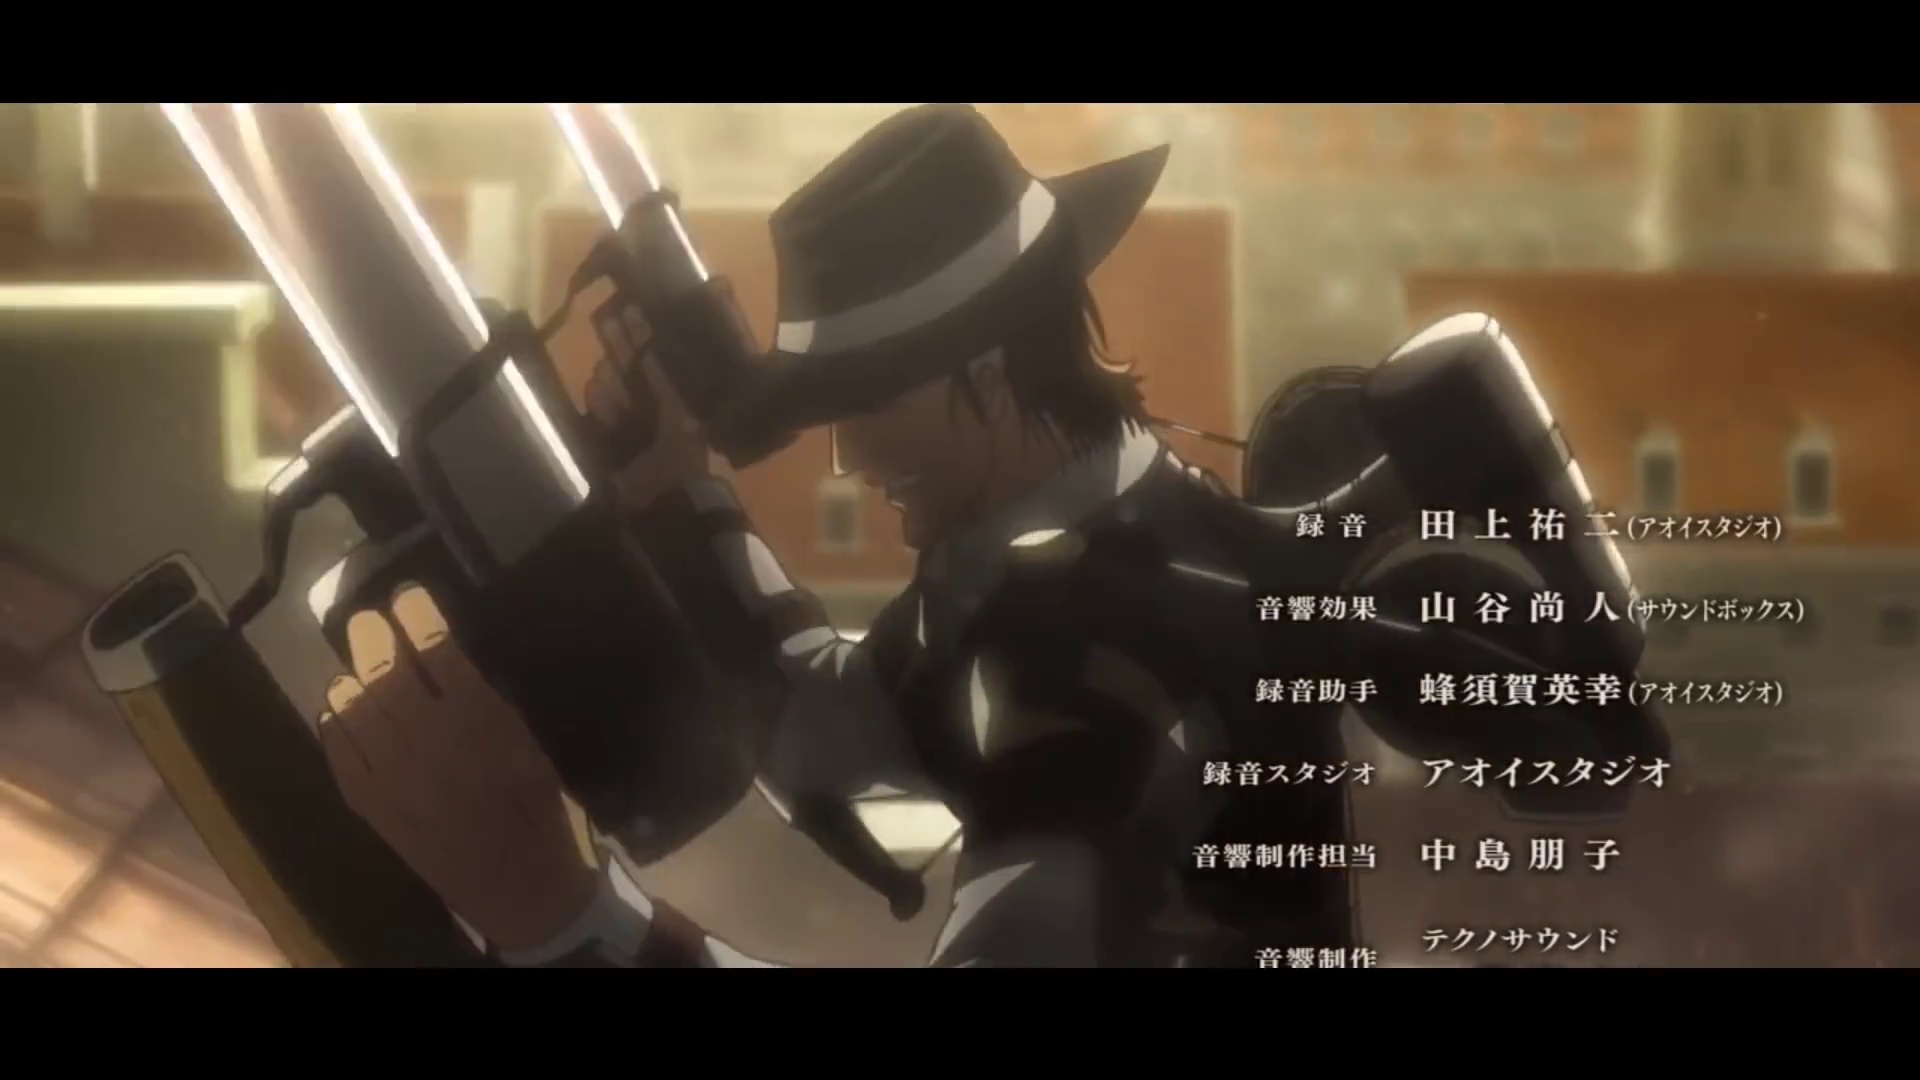 録音 田上祐二(アオイスタジオ)
音響効果 山谷尚人(サウンドボックス)
録音助手 蜂須賀英幸(アオイスタジオ)
録音スタジオ アオイスタジオ
音響制作担当 中島朋子
テクノサウンド
音響制作